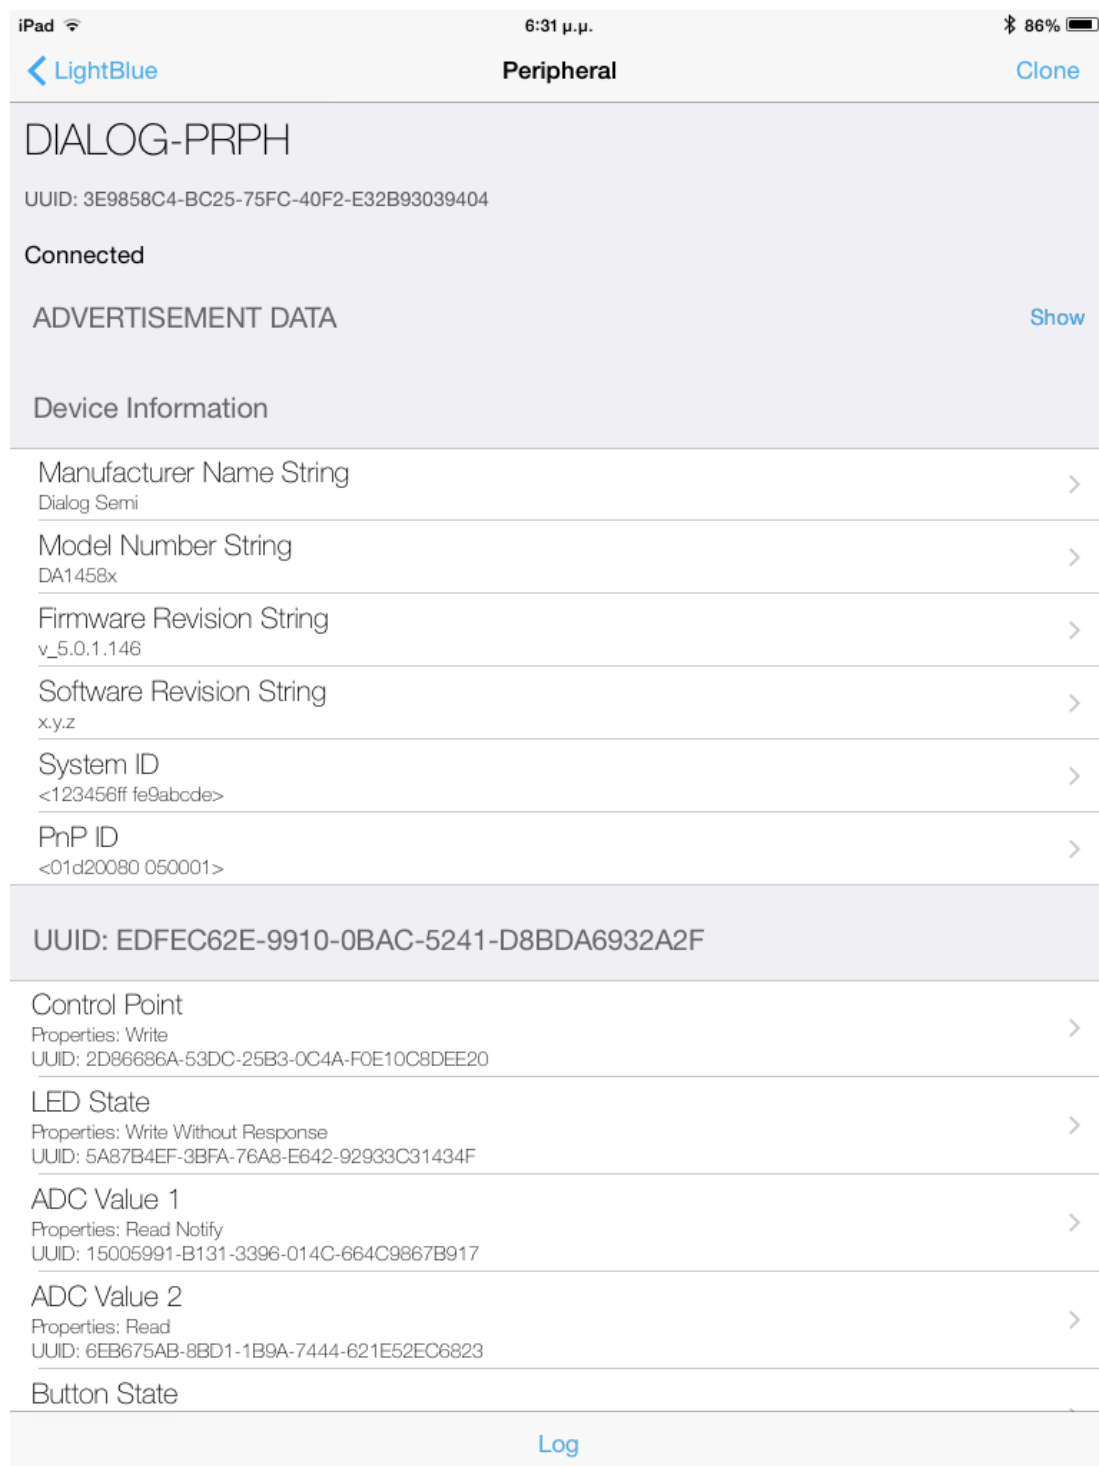 iPad 6:31 μ.μ. 86%
LightBlue Peripheral Clone
DIALOG-PRPH
UUID: 3E9858C4-BC25-75FC-40F2-E32B93039404
Connected
ADVERTISEMENT DATA Show
Device Information
Manufacturer Name String
Dialog Semi
Model Number String
DA1458x
Firmware Revision String
v_5.0.1.146
Software Revision String
x.y.z
System ID
<123456ff fe9abcde>
PnP ID
<01d20080 050001>
UUID: EDFEC62E-9910-0BAC-5241-D8BDA6932A2F
Control Point
Properties: Write
UUID: 2D86686A-53DC-25B3-0C4A-F0E10C8DEE20
LED State
Properties: Write Without Response
UUID: 5A87B4EF-3BFA-76A8-E642-92933C31434F
ADC Value 1
Properties: Read Notify
UUID: 15005991-B131-3396-014C-664C9867B917
ADC Value 2
Properties: Read
UUID: 6EB675AB-8BD1-1B9A-7444-621E52EC6823
Button State
Log